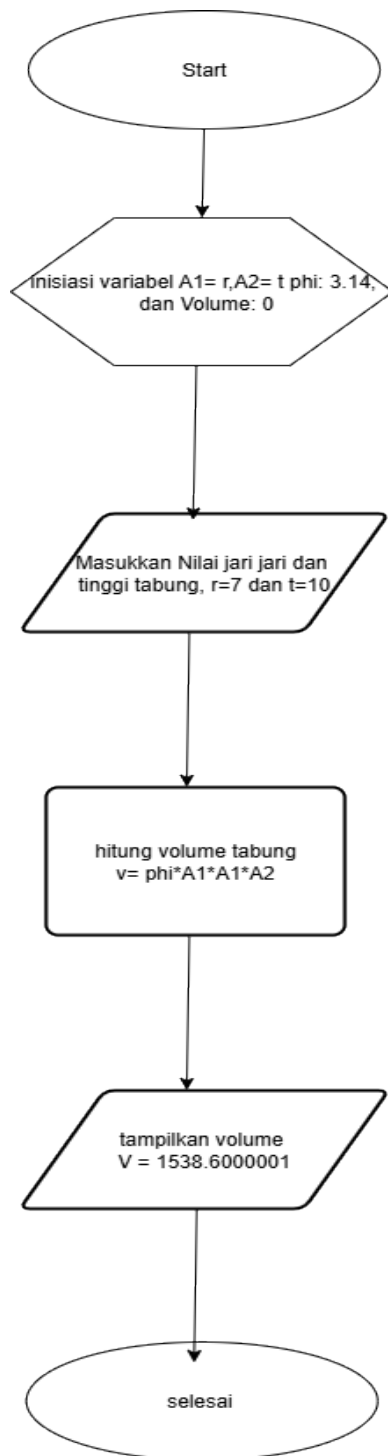 Start
Inisiasi variabel A1= r,A2= t phi: 3.14,
dan Volume: 0
Masukkan Nilai jari jari dan
tinggi tabung, r=7 dan t=10
hitung volume tabung
v= phi*A1*A1*A2
tampilkan volume
V = 1538.6000001
selesai